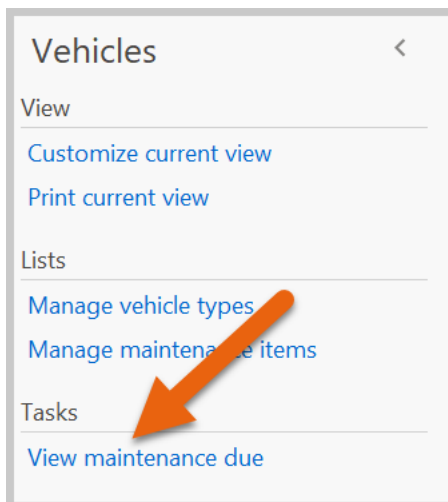 Vehicles
View
Customize current view
Print current view
Lists
Manage vehicle types
Manage maintenance items
Tasks
View maintenance due